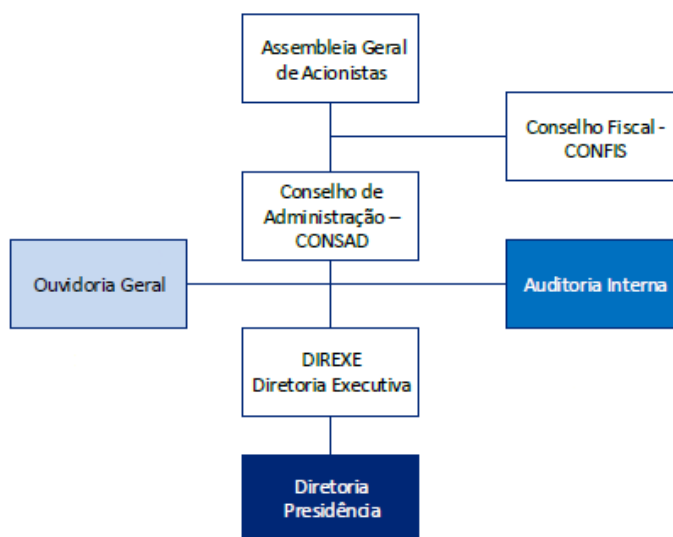 Assembleia Geral
de Acionistas
Conselho Fiscal -
CONFIS
Conselho de
Administração –
CONSAD
Ouvidoria Geral
Auditoria Interna
DIREXE
Diretoria Executiva
Diretoria
Presidência